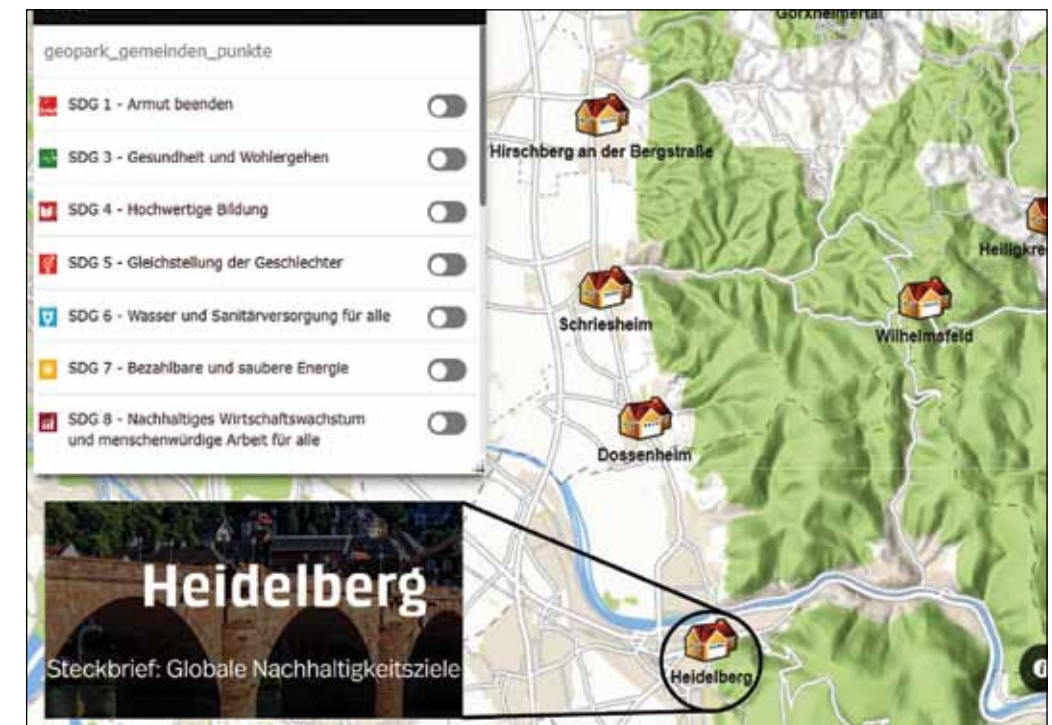 geopark_gemeinden_punkte
SDG 1 - Armut beenden
SDG 3 - Gesundheit und Wohlergehen
SDG 4 - Hochwertige Bildung
SDG 5 - Gleichstellung der Geschlechter
SDG 6 - Wasser und Sanitärversorgung für alle
SDG 7 - Bezahlbare und saubere Energie
SDG 8 - Nachhaltiges Wirtschaftswachstum
und menschenwürdige Arbeit für alle
Gorxheimertal
Hirschberg an der Bergstraße
Heiligkre
Schriesheim
Wilhelmsfeld
Dossenheim
Heidelberg
Steckbrief: Globale Nachhaltigkeitsziele
Heidelberg